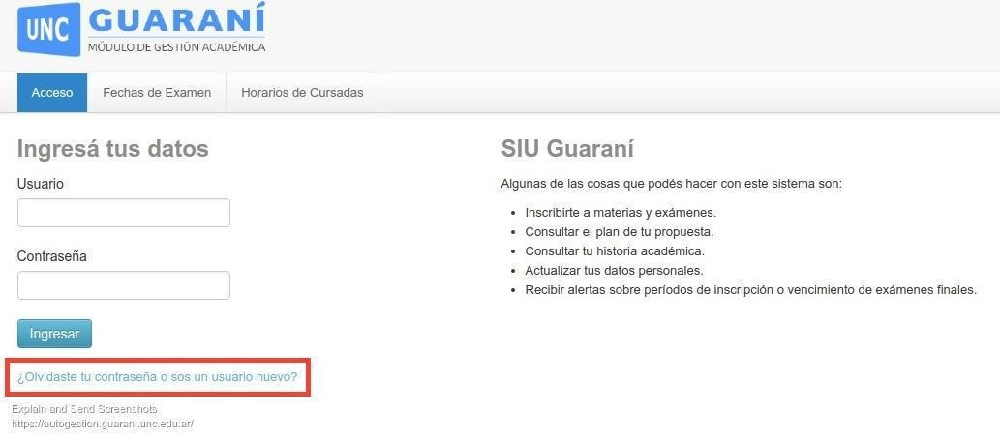 UNC
GUARANÍ
MÓDULO DE GESTIÓN ACADÉMICA
Acceso
Fechas de Examen
Horarios de Cursadas
Ingresá tus datos
Usuario
Contraseña
Ingresar
¿Olvidaste tu contraseña o sos un usuario nuevo?
SIU Guaraní
Algunas de las cosas que podés hacer con este sistema son:
• Inscribirte a materias y exámenes.
• Consultar el plan de tu propuesta.
• Consultar tu historia académica.
• Actualizar tus datos personales.
• Recibir alertas sobre períodos de inscripción o vencimiento de exámenes finales.
Explain and Send Screenshots
https://autogestion.guarani.unc.edu.ar/